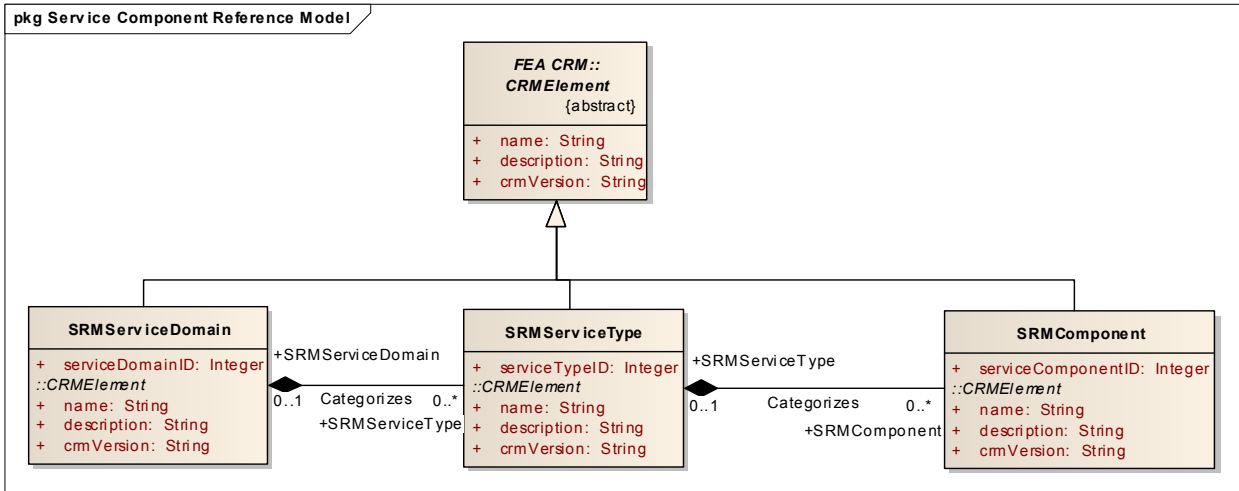 pkg Service Component Reference Model
FEA CRM::
CRMElement
{abstract}
+ name: String
+ description: String
+ crmVersion: String
SRMServiceDomain
+ serviceDomainID: Integer
::CRMElement
+ name: String
+ description: String
+ crmVersion: String
+SRMServiceDomain
0..1 Categorizes 0..*
+SRMServiceType
SRMServiceType
+ serviceTypeID: Integer
::CRMElement
+ name: String
+ description: String
+ crmVersion: String
+SRMServiceType
0..1 Categorizes 0..*
+SRMComponent
SRMComponent
+ serviceComponentID: Integer
::CRMElement
+ name: String
+ description: String
+ crmVersion: String